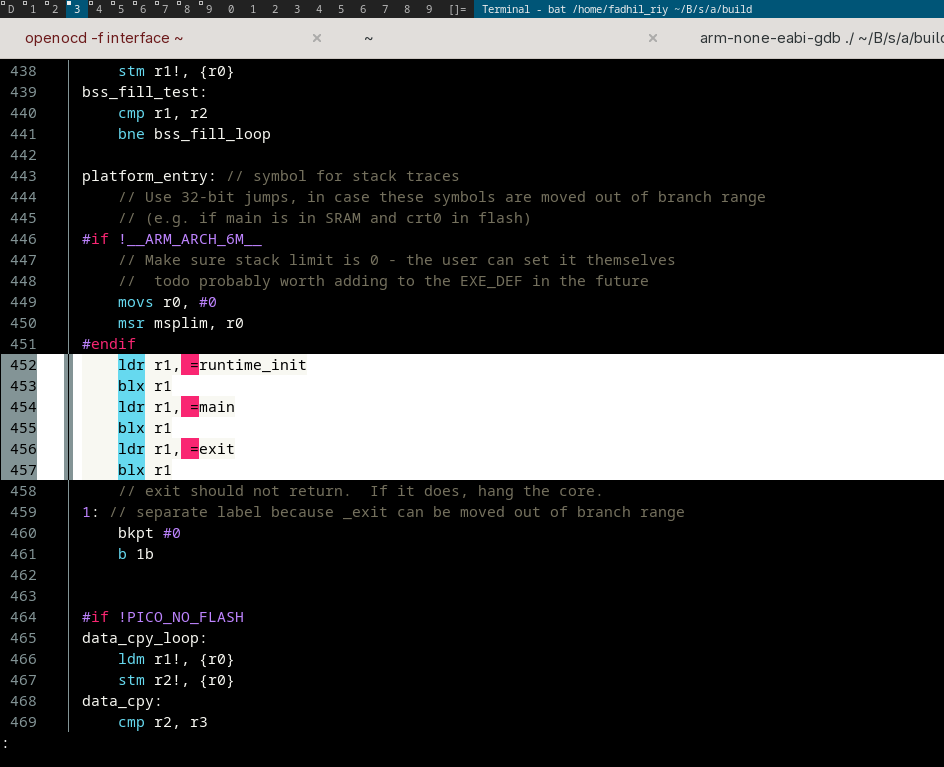 D 1 2 3 4 5 6 7 8 9 0 1 2 3 4 5 6 7 8 9 []= Terminal - bat /home/fadhil_riy ~/B/s/a/build
openocd -f interface ~ × ~ × arm-none-eabi-gdb ./ ~/B/s/a/build
438 stm r1!, {r0}
439 bss_fill_test:
440 cmp r1, r2
441 bne bss_fill_loop
442
443 platform_entry: // symbol for stack traces
444 // Use 32-bit jumps, in case these symbols are moved out of branch range
445 // (e.g. if main is in SRAM and crt0 in flash)
446 #if !__ARM_ARCH_6M__
447 // Make sure stack limit is 0 - the user can set it themselves
448 //  todo probably worth adding to the EXE_DEF in the future
449 movs r0, #0
450 msr msplim, r0
451 #endif
452 ldr r1, =runtime_init
453 blx r1
454 ldr r1, =main
455 blx r1
456 ldr r1, =exit
457 blx r1
458 // exit should not return.  If it does, hang the core.
459 1: // separate label because _exit can be moved out of branch range
460 bkpt #0
461 b 1b
462
463
464 #if !PICO_NO_FLASH
465 data_cpy_loop:
466 ldm r1!, {r0}
467 stm r2!, {r0}
468 data_cpy:
469 cmp r2, r3
: